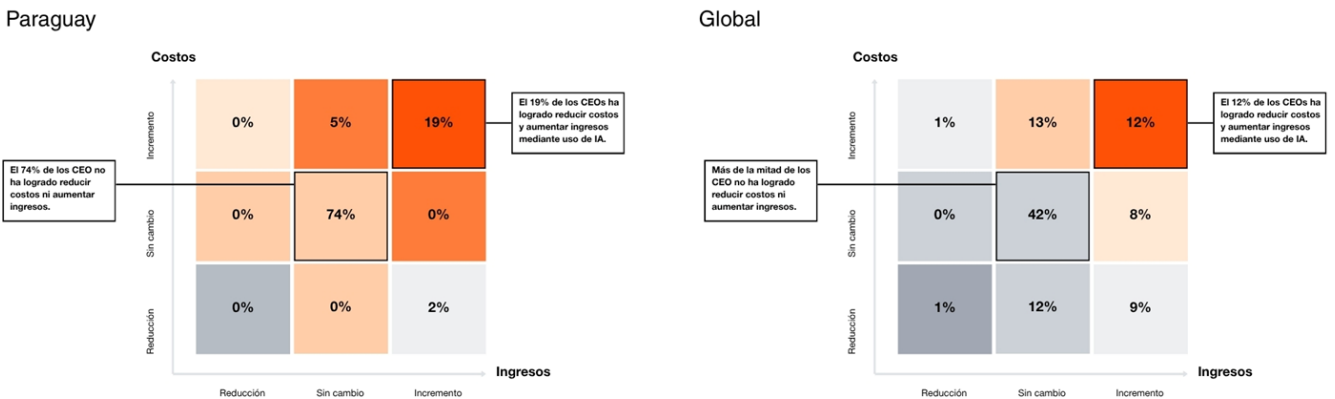 Paraguay
Costos
Incremento
0%
5%
19%
El 19% de los CEOs ha
logrado reducir costos
y aumentar ingresos
mediante uso de IA.
El 74% de los CEO no
ha logrado reducir
costos ni aumentar
ingresos.
Sin cambio
0%
74%
0%
Reducción
0%
0%
2%
Ingresos
Reducción
Sin cambio
Incremento
Global
Costos
Incremento
1%
13%
12%
El 12% de los CEOs ha
logrado reducir costos
y aumentar ingresos
mediante uso de IA.
Más de la mitad de los
CEO no ha logrado
reducir costos ni
aumentar ingresos.
Sin cambio
0%
42%
8%
Reducción
1%
12%
9%
Ingresos
Reducción
Sin cambio
Incremento